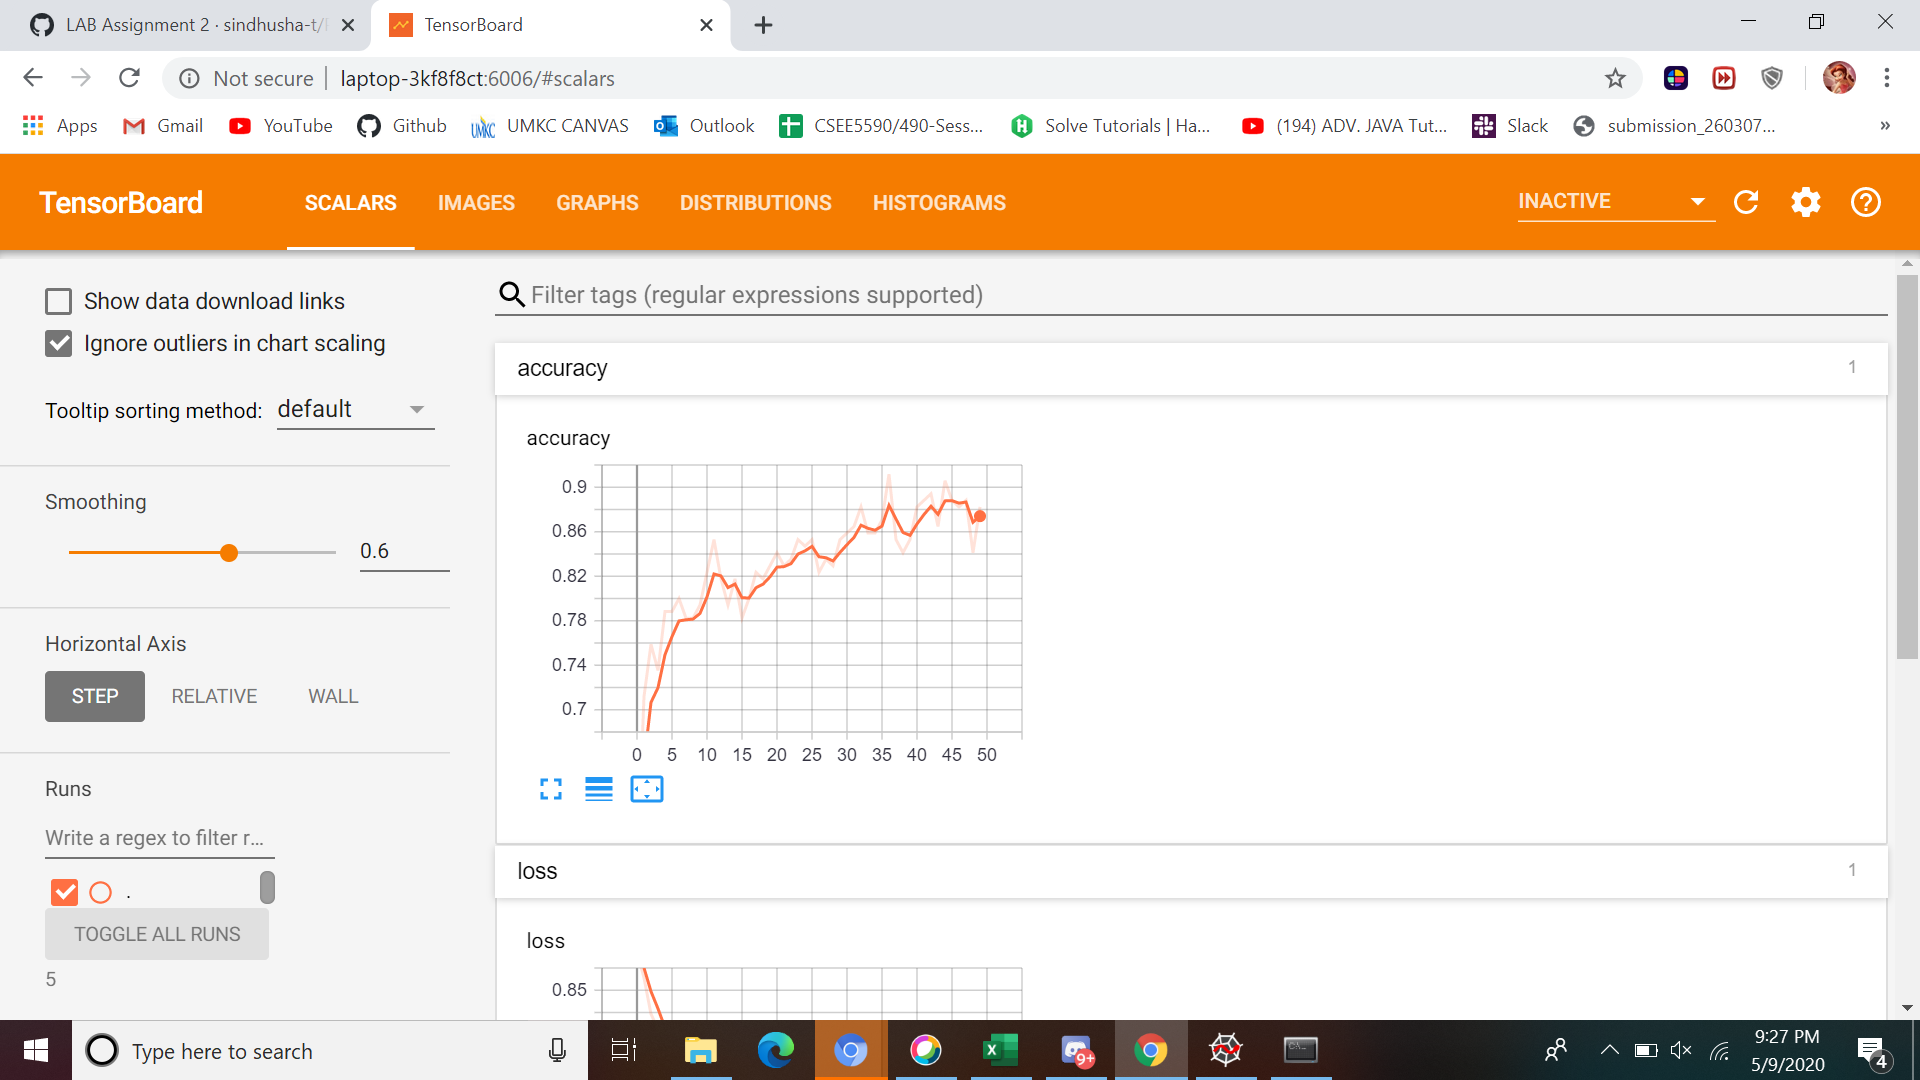 LAB Assignment 2 · sindhusha-t/
TensorBoard
Not secure | laptop-3kf8f8ct:6006/#scalars
Apps Gmail YouTube Github UMKC CANVAS Outlook CSEE5590/490-Sess... Solve Tutorials | Ha... (194) ADV. JAVA Tut... Slack submission_260307... »
TensorBoard SCALARS IMAGES GRAPHS DISTRIBUTIONS HISTOGRAMS INACTIVE
Show data download links
Ignore outliers in chart scaling
Tooltip sorting method: default
Smoothing
0.6
Horizontal Axis
STEP RELATIVE WALL
Runs
Write a regex to filter r...
.
TOGGLE ALL RUNS
5
Filter tags (regular expressions supported)
accuracy 1
accuracy
0.9
0.86
0.82
0.78
0.74
0.7
0 5 10 15 20 25 30 35 40 45 50
loss 1
loss
0.85
Type here to search
9+
9:27 PM
5/9/2020
4